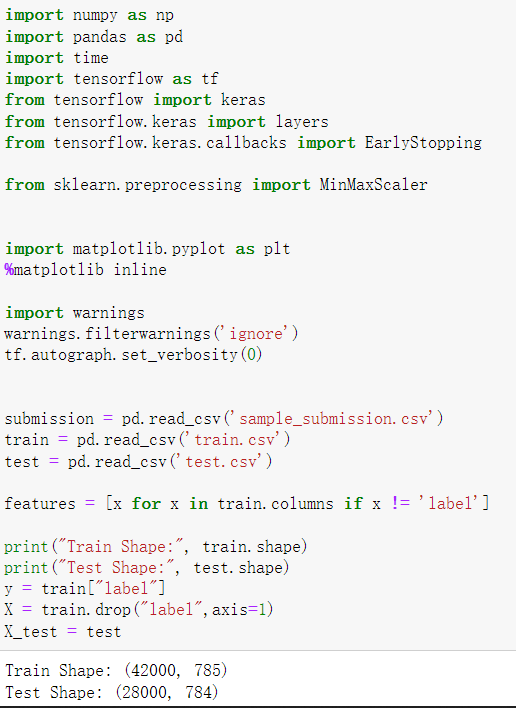 import numpy as np
import pandas as pd
import time
import tensorflow as tf
from tensorflow import keras
from tensorflow.keras import layers
from tensorflow.keras.callbacks import EarlyStopping
from sklearn.preprocessing import MinMaxScaler
import matplotlib.pyplot as plt
%matplotlib inline
import warnings
warnings.filterwarnings('ignore')
tf.autograph.set_verbosity(0)
submission = pd.read_csv('sample_submission.csv')
train = pd.read_csv('train.csv')
test = pd.read_csv('test.csv')
features = [x for x in train.columns if x != 'label']
print("Train Shape:", train.shape)
print("Test Shape:", test.shape)
y = train["label"]
X = train.drop("label",axis=1)
X_test = test
Train Shape: (42000, 785)
Test Shape: (28000, 784)